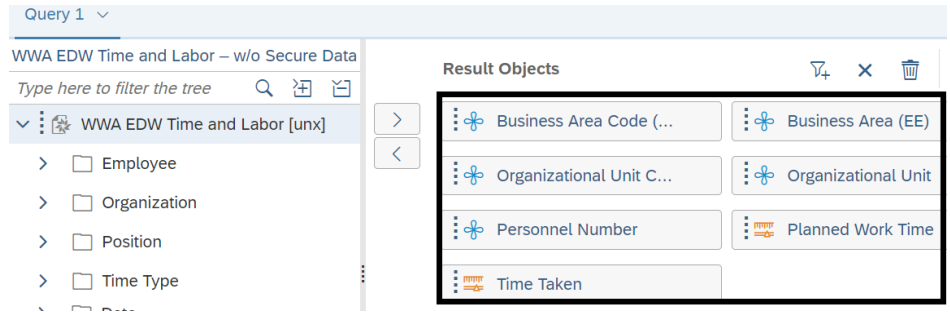 Query 1
WWA EDW Time and Labor – w/o Secure Data
Type here to filter the tree
WWA EDW Time and Labor [unx]
Employee
Organization
Position
Time Type
Result Objects
Business Area Code (...
Business Area (EE)
Organizational Unit C...
Organizational Unit
Personnel Number
Planned Work Time
Time Taken